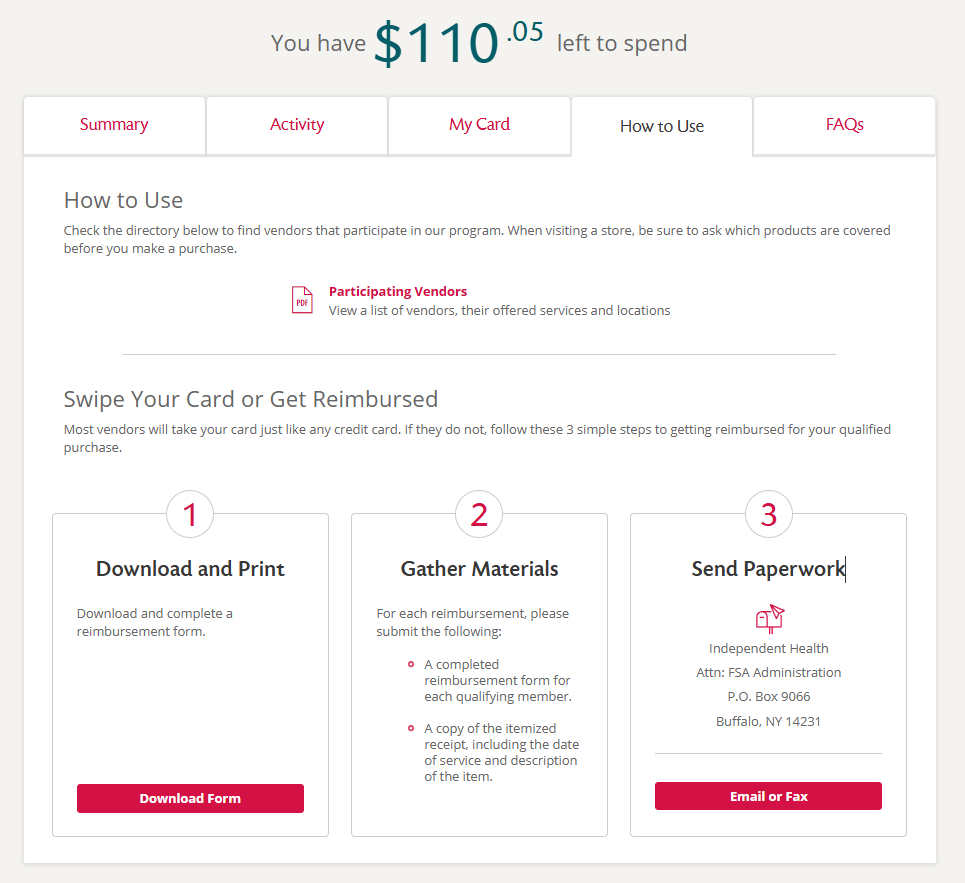 You have $110.05 left to spend
Summary
Activity
My Card
How to Use
FAQs
How to Use
Check the directory below to find vendors that participate in our program. When visiting a store, be sure to ask which products are covered
before you make a purchase.
PDF
Participating Vendors
View a list of vendors, their offered services and locations
Swipe Your Card or Get Reimbursed
Most vendors will take your card just like any credit card. If they do not, follow these 3 simple steps to getting reimbursed for your qualified
purchase.
1
Download and Print
Download and complete a
reimbursement form.
Download Form
2
Gather Materials
For each reimbursement, please
submit the following:
A completed
reimbursement form for
each qualifying member.
A copy of the itemized
receipt, including the date
of service and description
of the item.
3
Send Paperwork
Independent Health
Attn: FSA Administration
P.O. Box 9066
Buffalo, NY 14231
Email or Fax